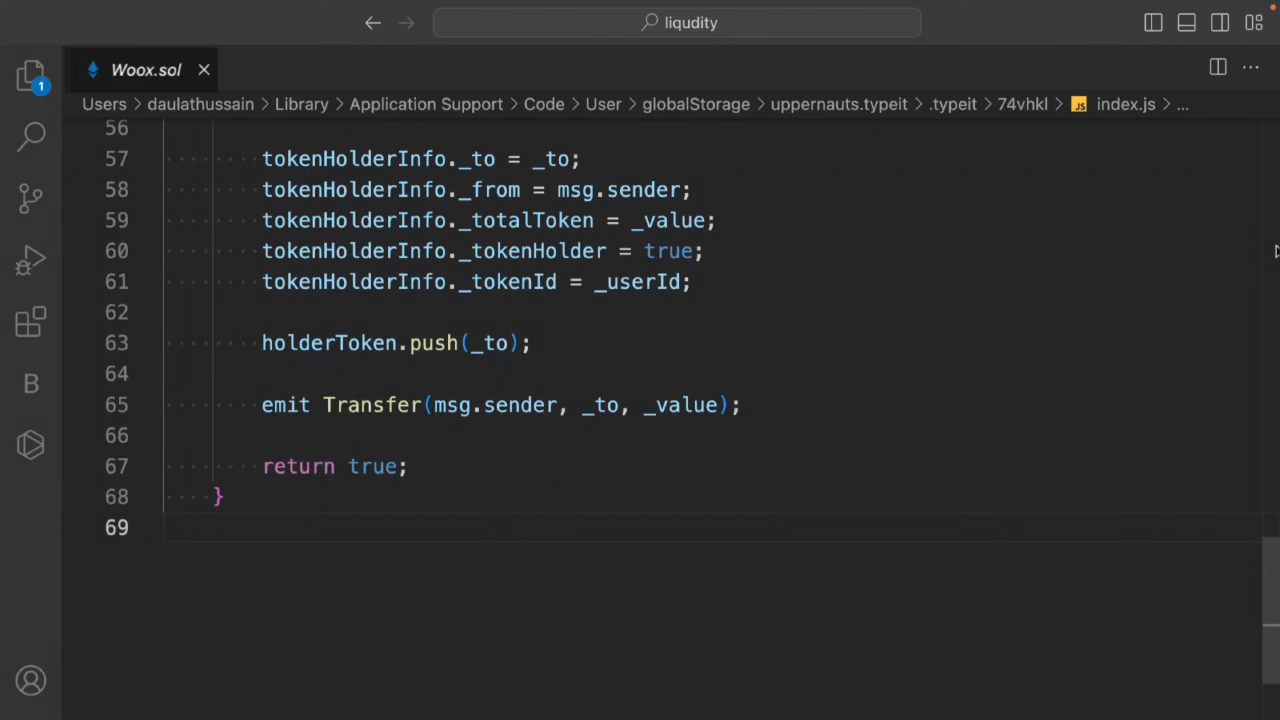 liqudity
1
Woox.sol
Users > daulathussain > Library > Application Support > Code > User > globalStorage > uppernauts.typeit > .typeit > 74vhkl > JS index.js > ...
56
57 tokenHolderInfo._to = _to;
58 tokenHolderInfo._from = msg.sender;
59 tokenHolderInfo._totalToken = _value;
60 tokenHolderInfo._tokenHolder = true;
61 tokenHolderInfo._tokenId = _userId;
62
63 holderToken.push(_to);
64
65 emit Transfer(msg.sender, _to, _value);
66
67 return true;
68 }
69
B